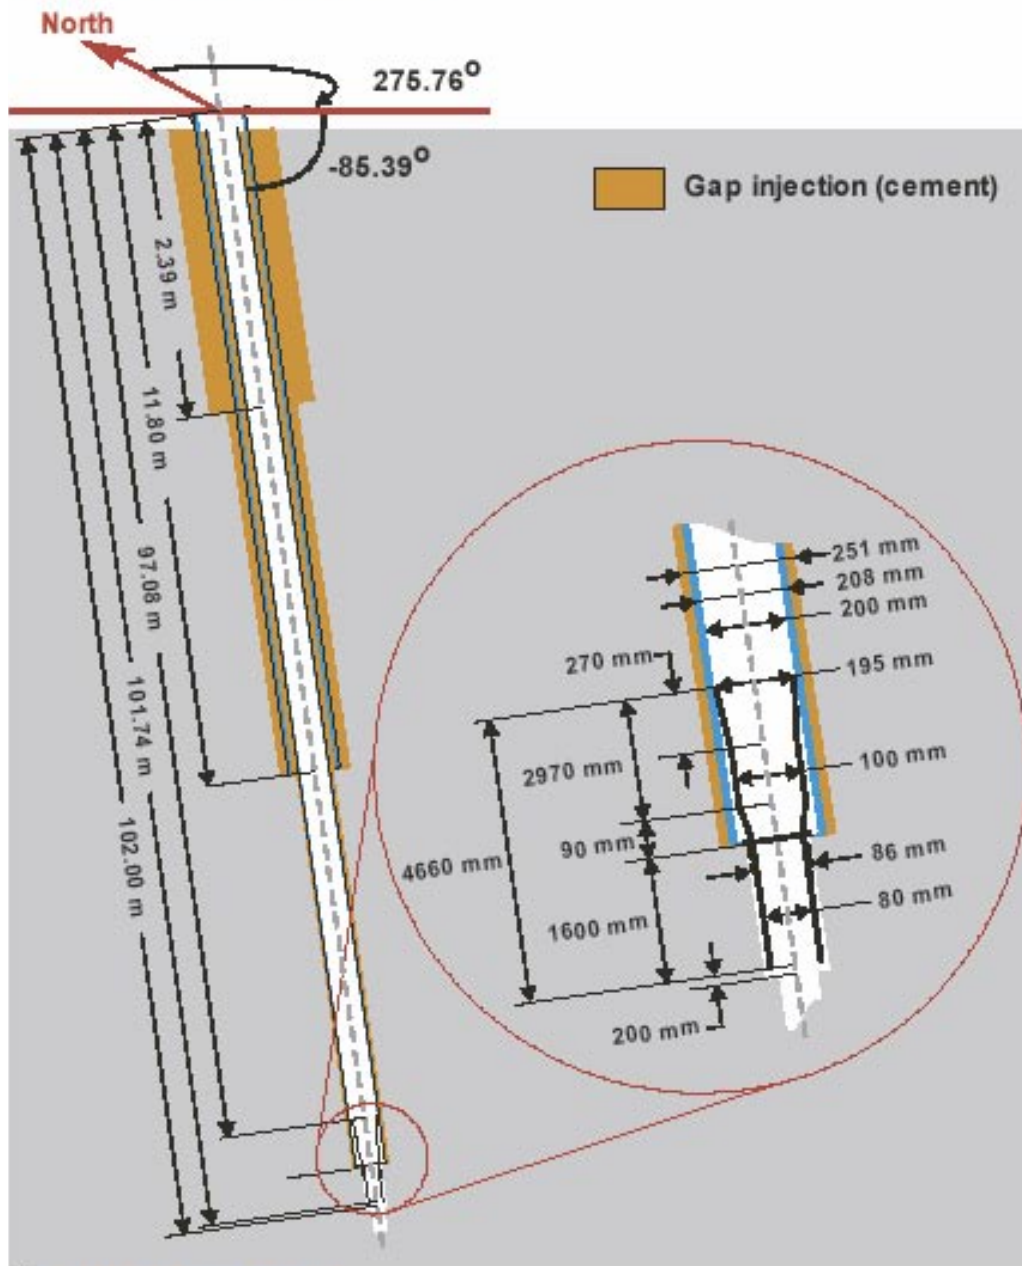 North
275.76°
-85.39°
Gap injection (cement)
2.39 m
11.80 m
97.08 m
101.74 m
102.00 m
251 mm
208 mm
200 mm
270 mm
195 mm
2970 mm
100 mm
90 mm
4660 mm
86 mm
80 mm
1600 mm
200 mm